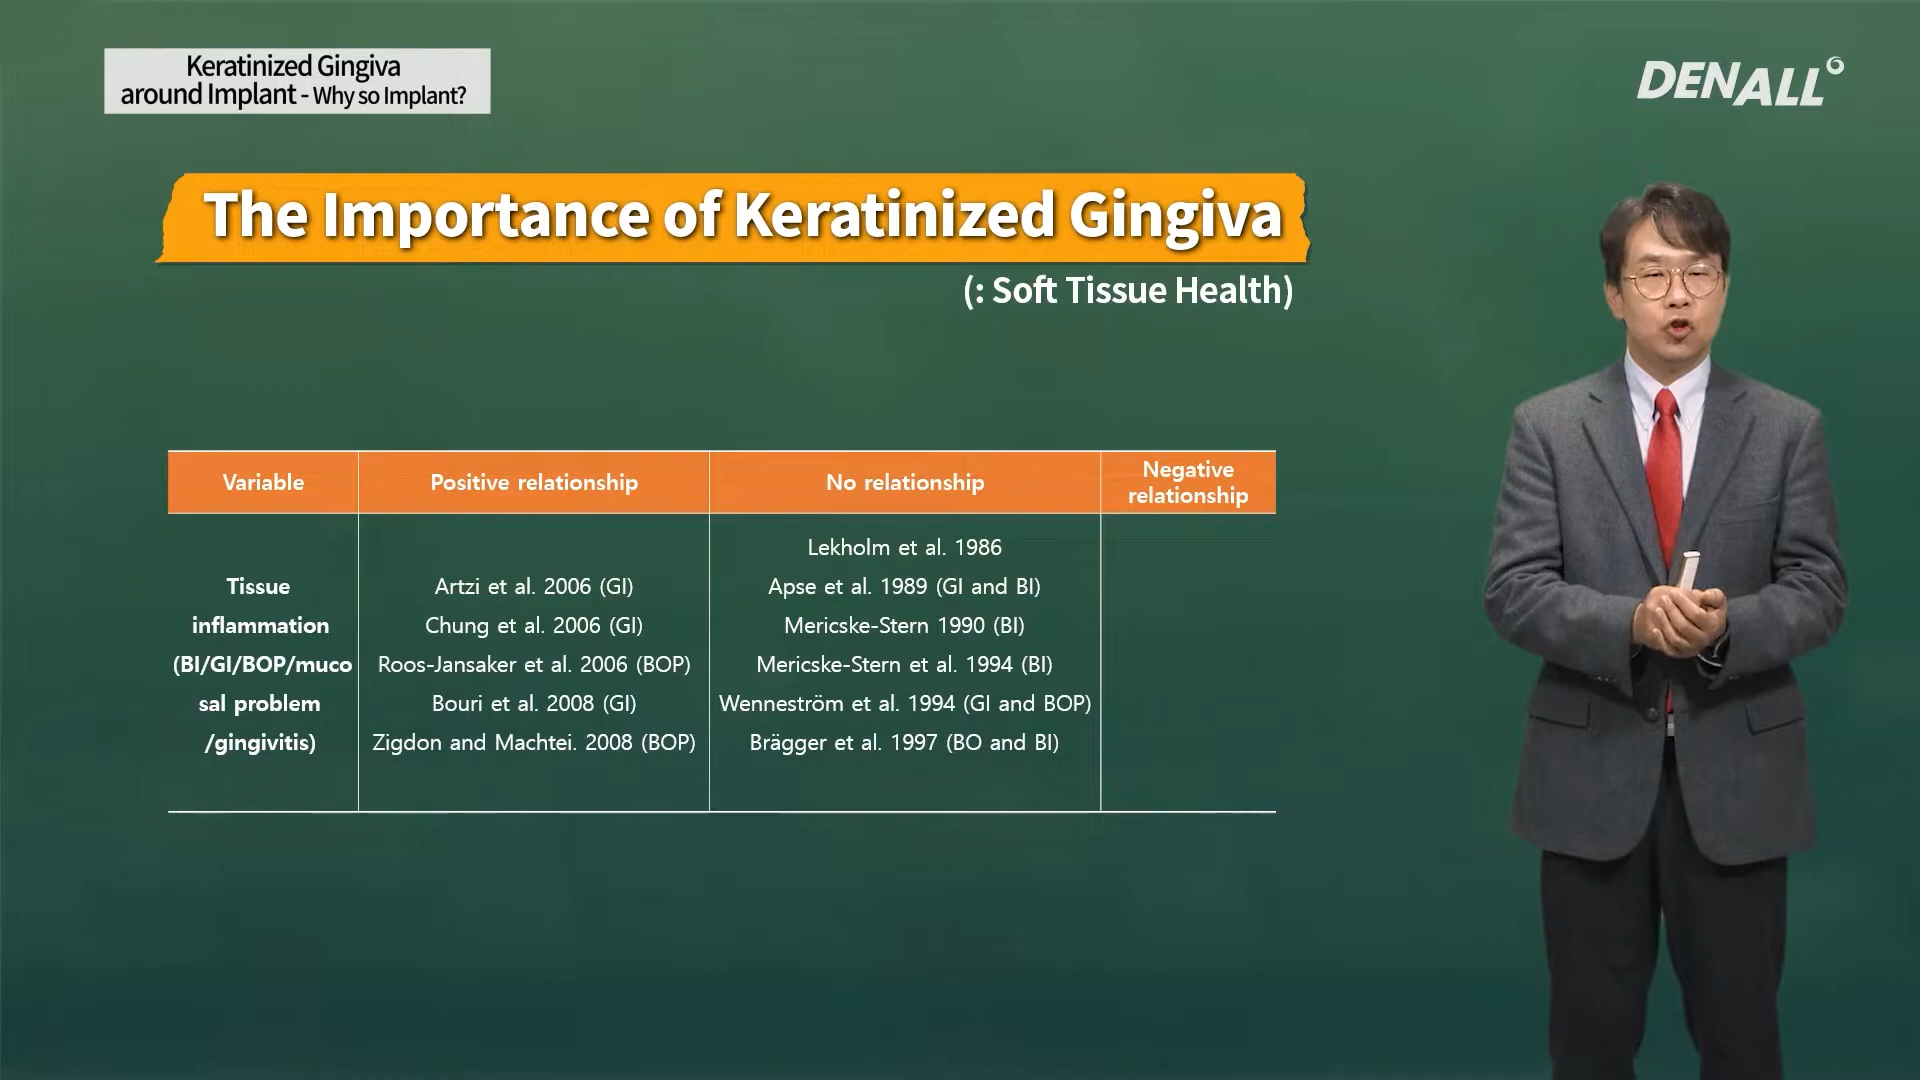 Keratinized Gingiva
around Implant - Why so Implant?
DENALL
The Importance of Keratinized Gingiva
(: Soft Tissue Health)
Variable
Positive relationship
No relationship
Negative
relationship
Tissue
inflammation
(BI/GI/BOP/muco
sal problem
/gingivitis)
Artzi et al. 2006 (GI)
Chung et al. 2006 (GI)
Roos-Jansaker et al. 2006 (BOP)
Bouri et al. 2008 (GI)
Zigdon and Machtei. 2008 (BOP)
Lekholm et al. 1986
Apse et al. 1989 (GI and BI)
Mericske-Stern 1990 (BI)
Mericske-Stern et al. 1994 (BI)
Wenneström et al. 1994 (GI and BOP)
Brägger et al. 1997 (BO and BI)